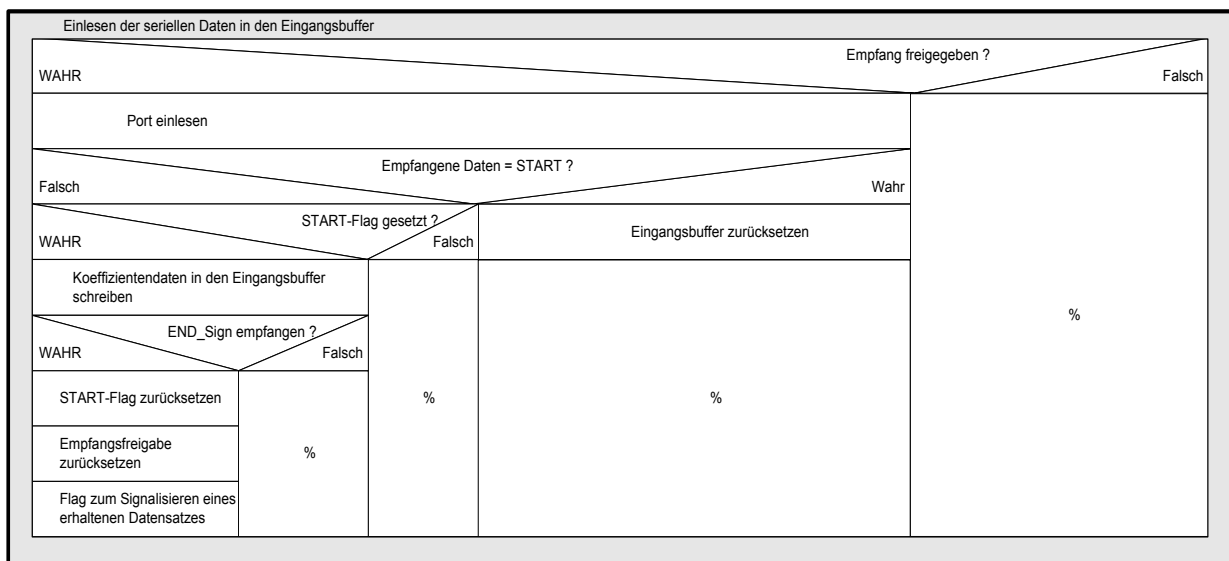 Einlesen der seriellen Daten in den Eingangsbuffer
Empfang freigegeben ?
WAHR
Falsch
Port einlesen
Empfangene Daten = START ?
Falsch
Wahr
START-Flag gesetzt ?
WAHR
Falsch
Eingangsbuffer zurücksetzen
Koeffizientendaten in den Eingangsbuffer
schreiben
%
END_Sign empfangen ?
WAHR
Falsch
START-Flag zurücksetzen
%
%
Empfangsfreigabe
zurücksetzen
%
Flag zum Signalisieren eines
erhaltenen Datensatzes